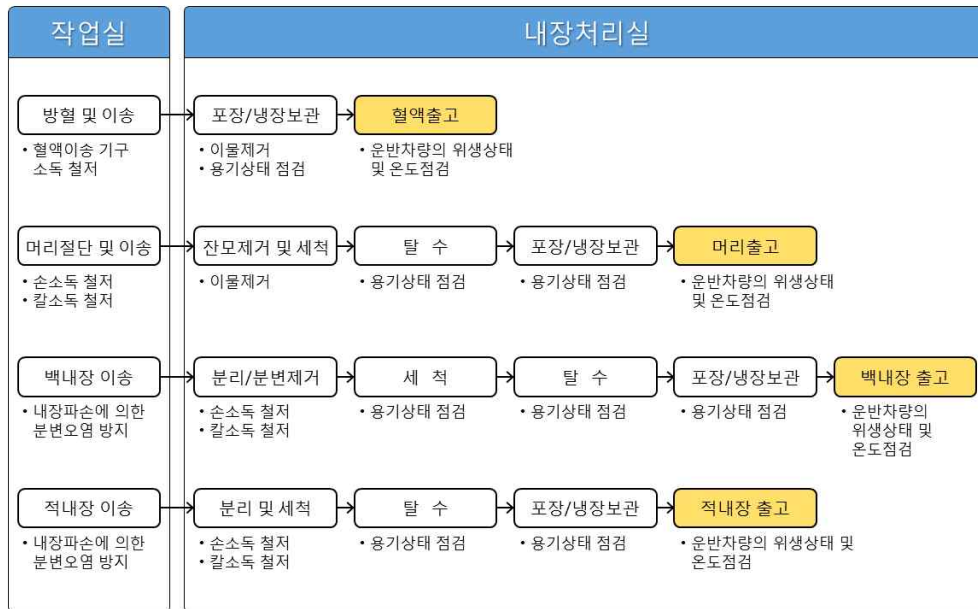 작업실
내장처리실
방혈 및 이송
포장/냉장보관
혈액출고
• 혈액이송 기구
소독 철저
• 이물제거
• 용기상태 점검
• 운반차량의 위생상태
및 온도점검
머리절단 및 이송
잔모제거 및 세척
탈 수
포장/냉장보관
머리출고
• 손소독 철저
• 칼소독 철저
• 이물제거
• 용기상태 점검
• 용기상태 점검
• 운반차량의 위생상태
및 온도점검
백내장 이송
분리/분변제거
세 척
탈 수
포장/냉장보관
백내장 출고
• 내장파손에 의한
분변오염 방지
• 손소독 철저
• 칼소독 철저
• 용기상태 점검
• 용기상태 점검
• 용기상태 점검
• 운반차량의
위생상태 및
온도점검
적내장 이송
분리 및 세척
탈 수
포장/냉장보관
적내장 출고
• 내장파손에 의한
분변오염 방지
• 손소독 철저
• 칼소독 철저
• 용기상태 점검
• 용기상태 점검
• 운반차량의 위생상태 및
온도점검